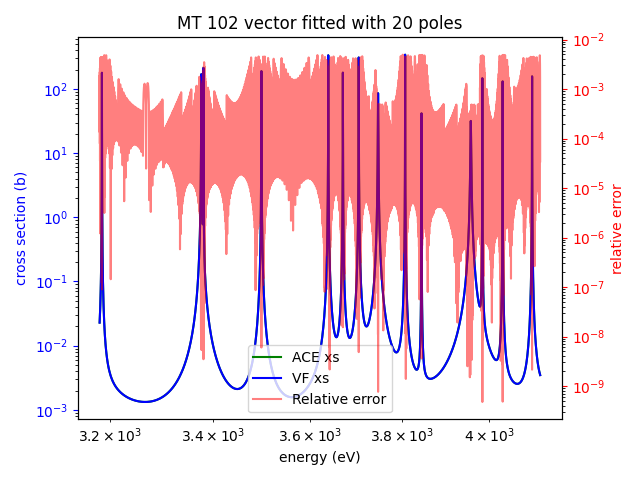 MT 102 vector fitted with 20 poles
cross section (b)
10²
10¹
10⁰
10⁻¹
10⁻²
10⁻³
10⁻²
10⁻³
10⁻⁴
10⁻⁵
10⁻⁶
10⁻⁷
10⁻⁸
10⁻⁹
relative error
ACE xs
VF xs
Relative error
3.2 × 10³ 3.4 × 10³ 3.6 × 10³ 3.8 × 10³ 4 × 10³
energy (eV)